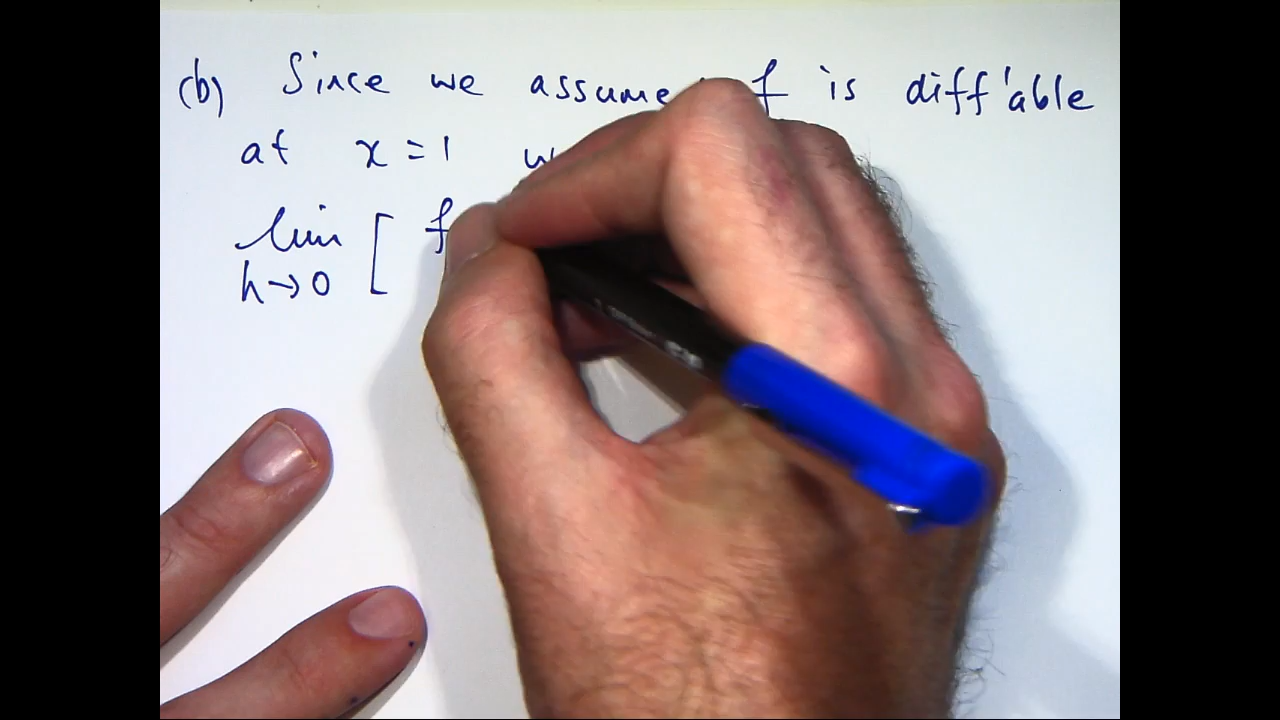 (b) Since we assume f is diff'able
at x = 1
lim [ f
h→0